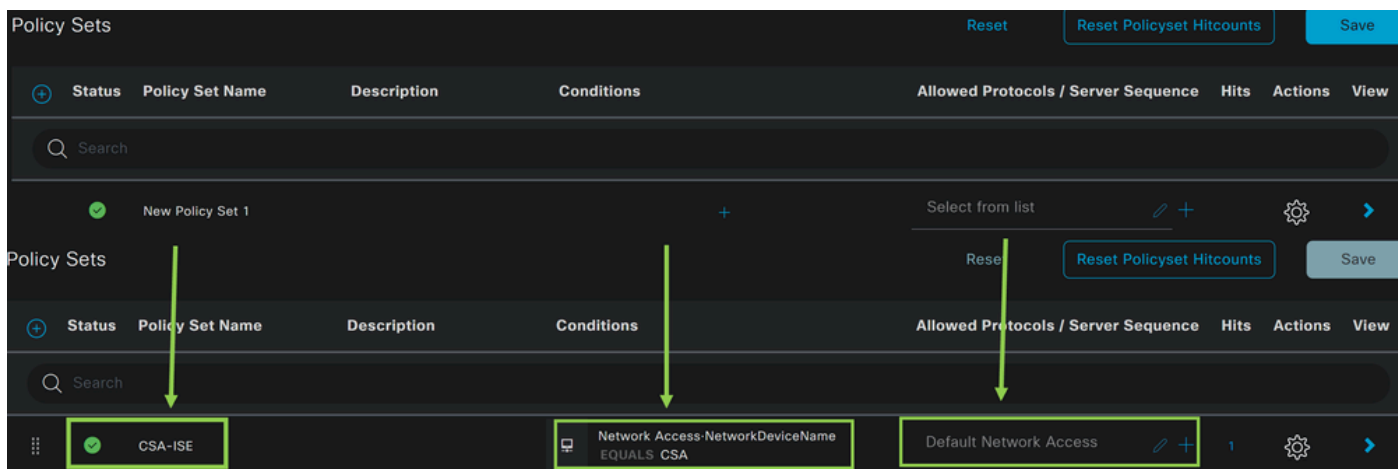 Policy Sets Reset Reset Policyset Hitcounts Save
Status Policy Set Name Description Conditions Allowed Protocols / Server Sequence Hits Actions View
Search
New Policy Set 1 Select from list
Policy Sets Reset Reset Policyset Hitcounts Save
Status Policy Set Name Description Conditions Allowed Protocols / Server Sequence Hits Actions View
Search
CSA-ISE Network Access·NetworkDeviceName Default Network Access 1
EQUALS CSA